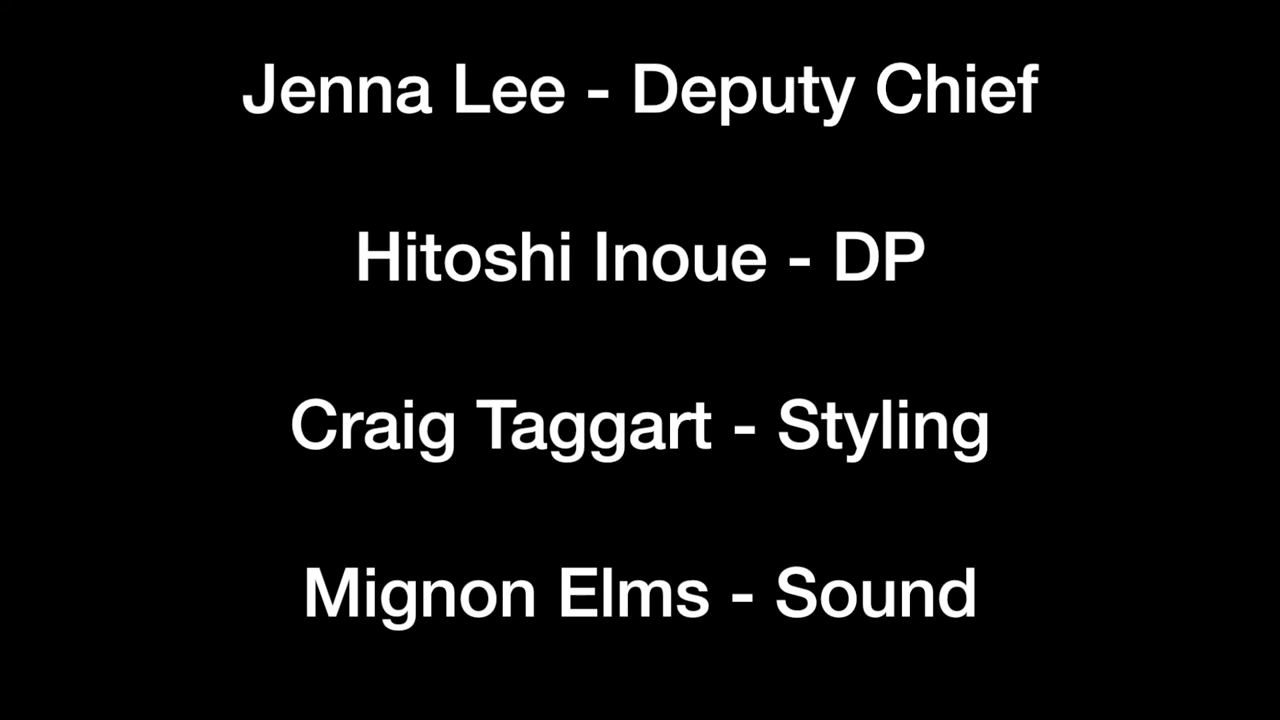 Jenna Lee - Deputy Chief
Hitoshi Inoue - DP
Craig Taggart - Styling
Mignon Elms - Sound